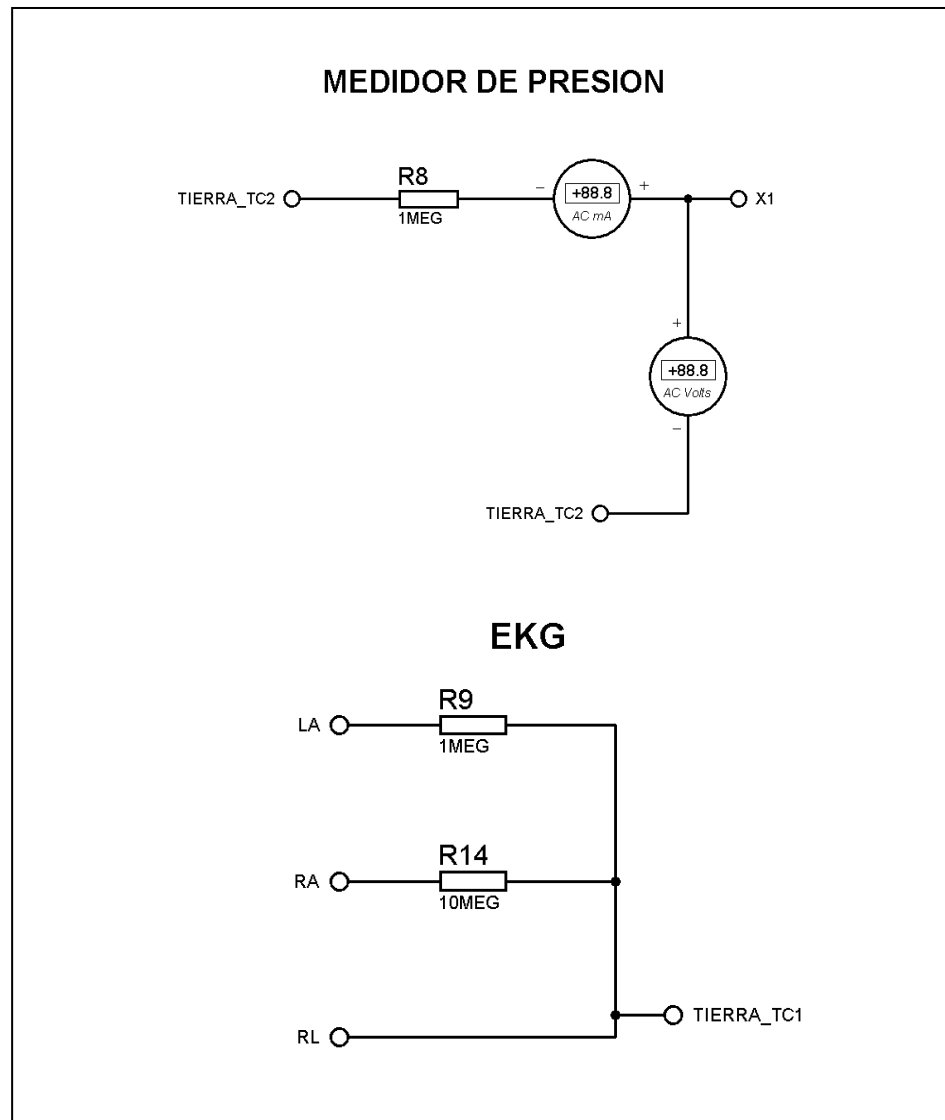 MEDIDOR DE PRESION
R8
TIERRA_TC2
1MEG
− +88.8 +
AC mA
X1
+
+88.8
AC Volts
−
TIERRA_TC2
EKG
R9
LA
1MEG
R14
RA
10MEG
TIERRA_TC1
RL